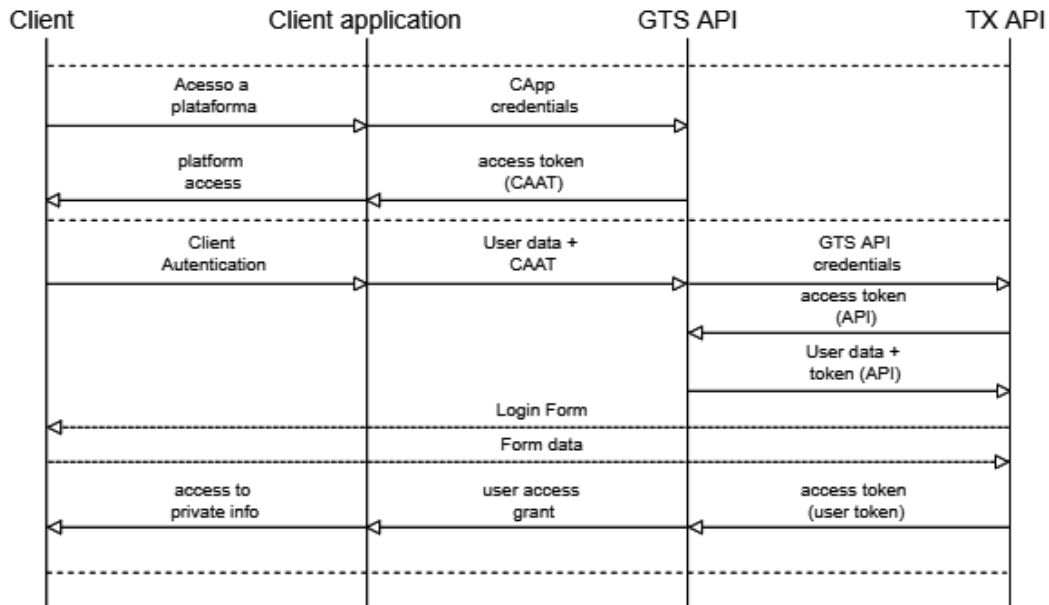 Client
Client application
GTS API
TX API
Acesso a
plataforma
CApp
credentials
platform
access
access token
(CAAT)
Client
Autentication
User data +
CAAT
GTS API
credentials
access token
(API)
User data +
token (API)
Login Form
Form data
access to
private info
user access
grant
access token
(user token)